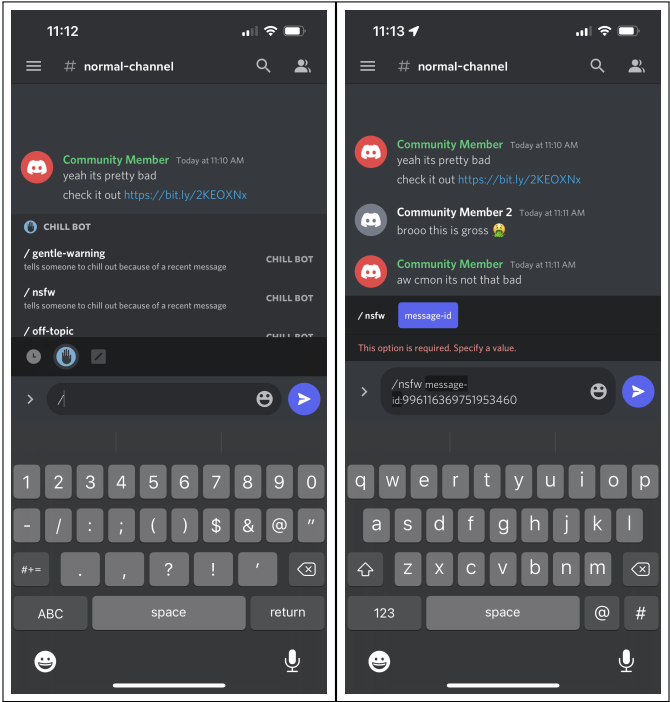 11:12
# normal-channel
Community Member Today at 11:10 AM
yeah its pretty bad
check it out https://bit.ly/2KEOXNx
CHILL BOT
/ gentle-warning
tells someone to chill out because of a recent message
CHILL BOT
/ nsfw
tells someone to chill out because of a recent message
CHILL BOT
/ off-topic
CHILL BOT
/
1 2 3 4 5 6 7 8 9 0
- / : ; ( ) $ & @ "
#+= . , ? ! '
ABC space return
11:13
# normal-channel
Community Member Today at 11:10 AM
yeah its pretty bad
check it out https://bit.ly/2KEOXNx
Community Member 2 Today at 11:11 AM
brooo this is gross 🤮
Community Member Today at 11:11 AM
aw cmon its not that bad
/ nsfw message-id
This option is required. Specify a value.
/nsfw message-
id:996116369751953460
q w e r t y u i o p
a s d f g h j k l
z x c v b n m
123 space @ #